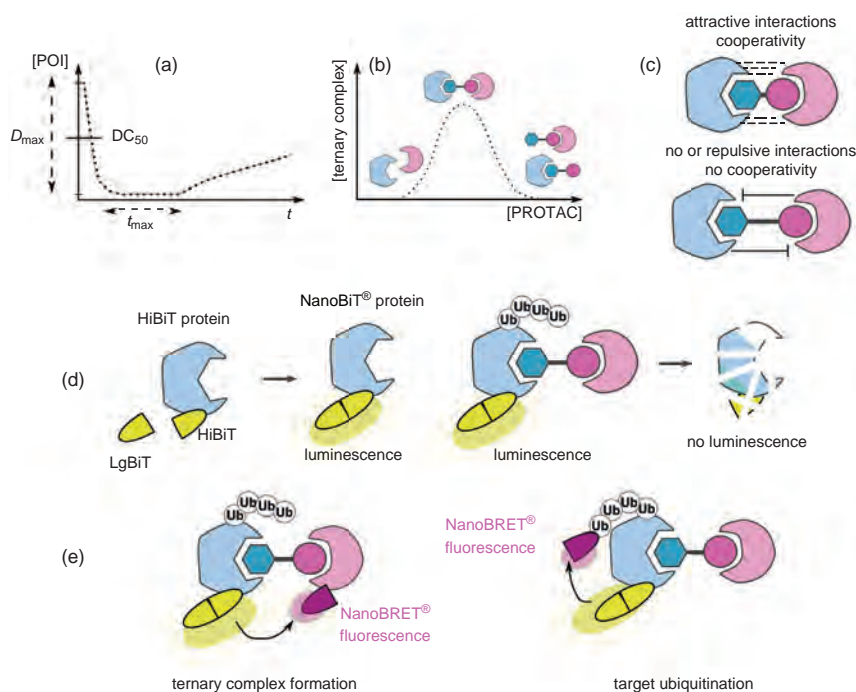 (a)
[POI]
Dmax
DC50
tmax
t
(b)
[ternary complex]
[PROTAC]
(c)
attractive interactions
cooperativity
no or repulsive interactions
no cooperativity
(d)
HiBiT protein
LgBiT
HiBiT
NanoBiT® protein
luminescence
Ub Ub Ub Ub
luminescence
no luminescence
(e)
Ub Ub Ub Ub
NanoBRET®
fluorescence
ternary complex formation
NanoBRET®
fluorescence
Ub Ub Ub Ub
target ubiquitination